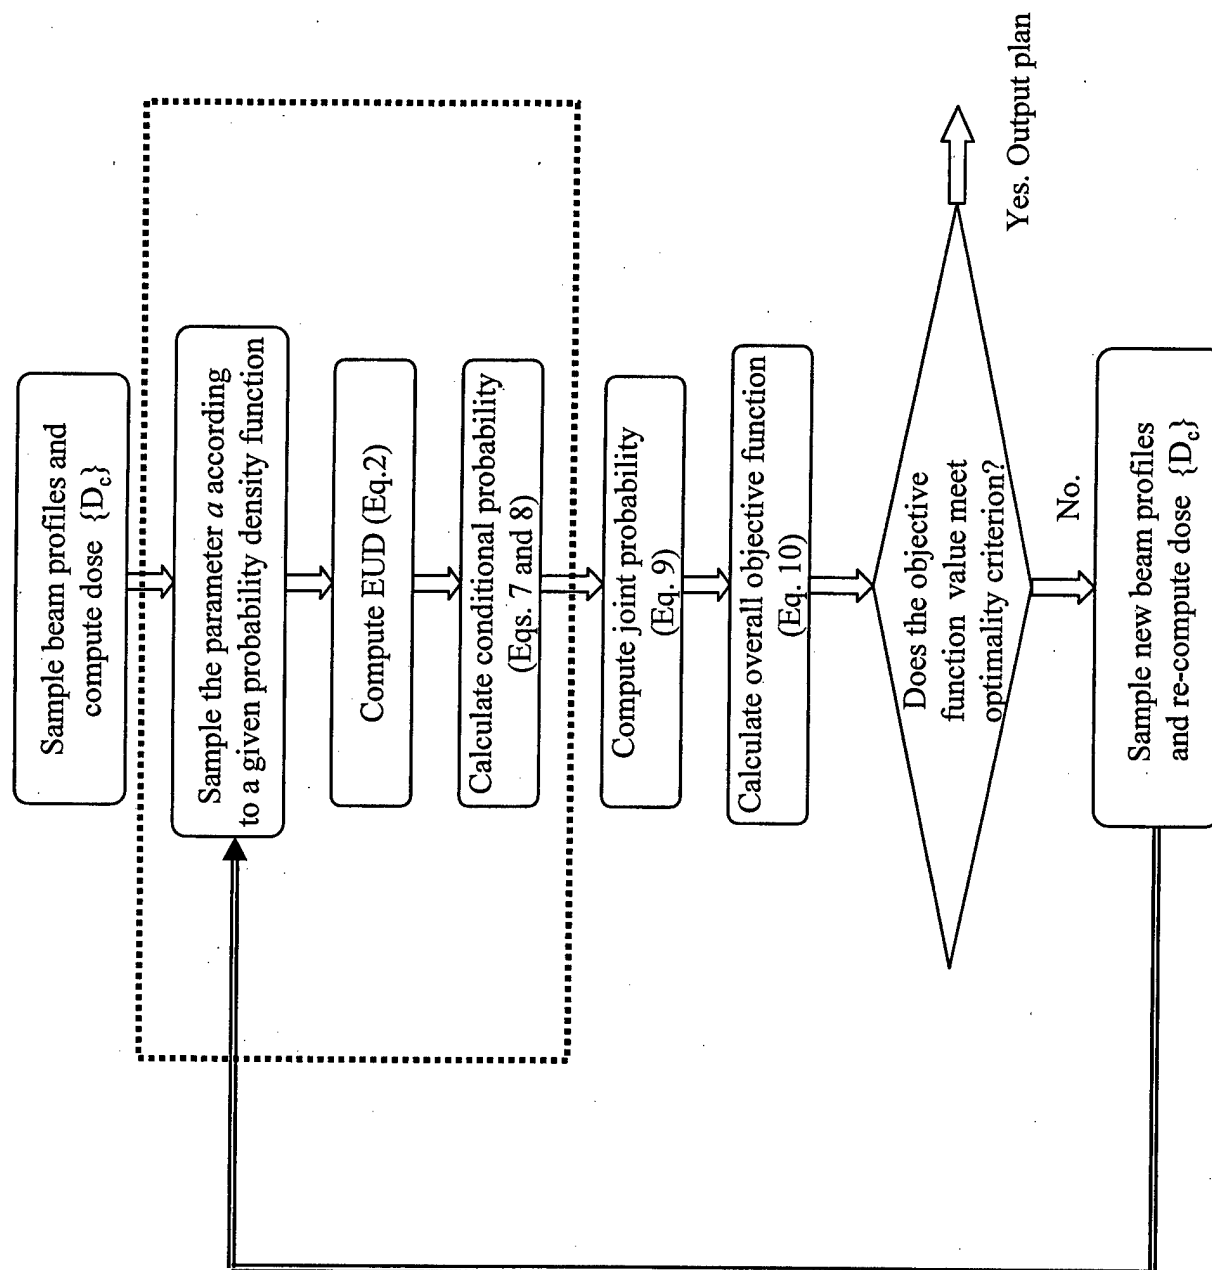 Sample beam profiles and
compute dose {Dc}
Sample the parameter a according
to a given probability density function
Compute EUD (Eq.2)
Calculate conditional probability
(Eqs. 7 and 8)
Compute joint probability
(Eq. 9)
Calculate overall objective function
(Eq. 10)
Does the objective
function value meet
optimality criterion?
Yes. Output plan
No.
Sample new beam profiles
and re-compute dose {Dc}